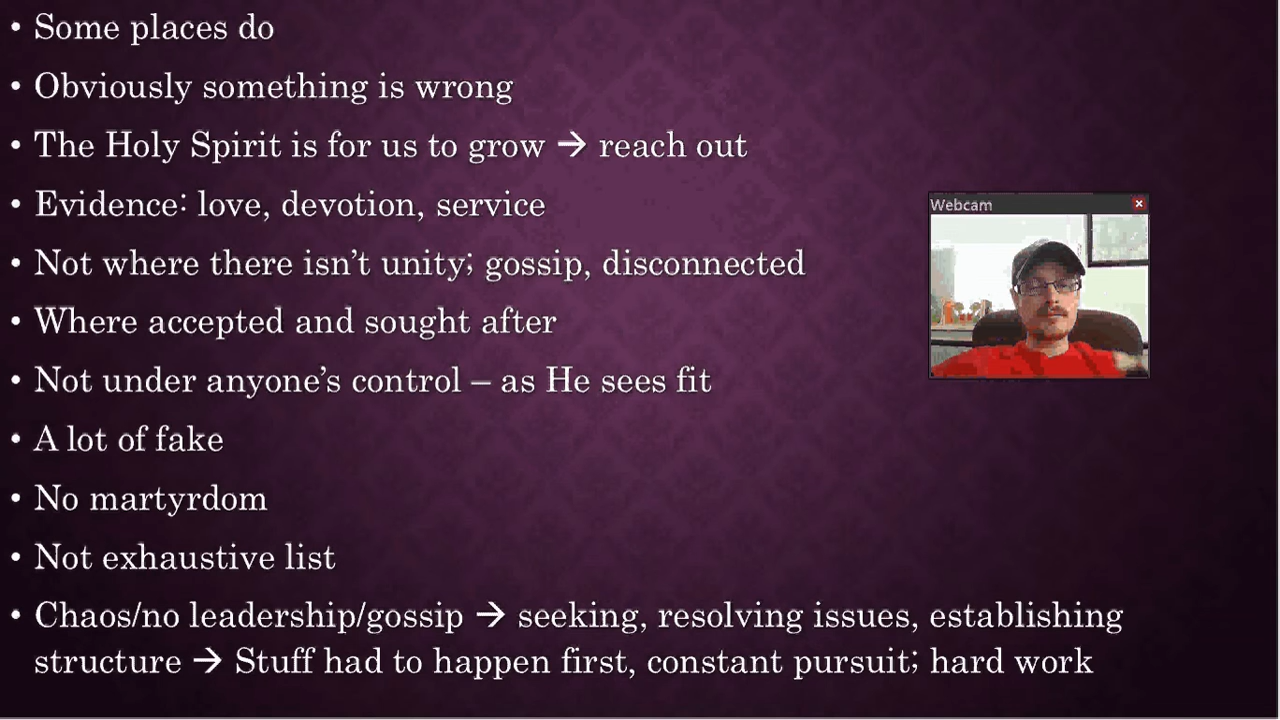 • Some places do
• Obviously something is wrong
• The Holy Spirit is for us to grow → reach out
• Evidence: love, devotion, service
• Not where there isn’t unity; gossip, disconnected
• Where accepted and sought after
• Not under anyone’s control – as He sees fit
• A lot of fake
• No martyrdom
• Not exhaustive list
• Chaos/no leadership/gossip → seeking, resolving issues, establishing
structure → Stuff had to happen first, constant pursuit; hard work
Webcam